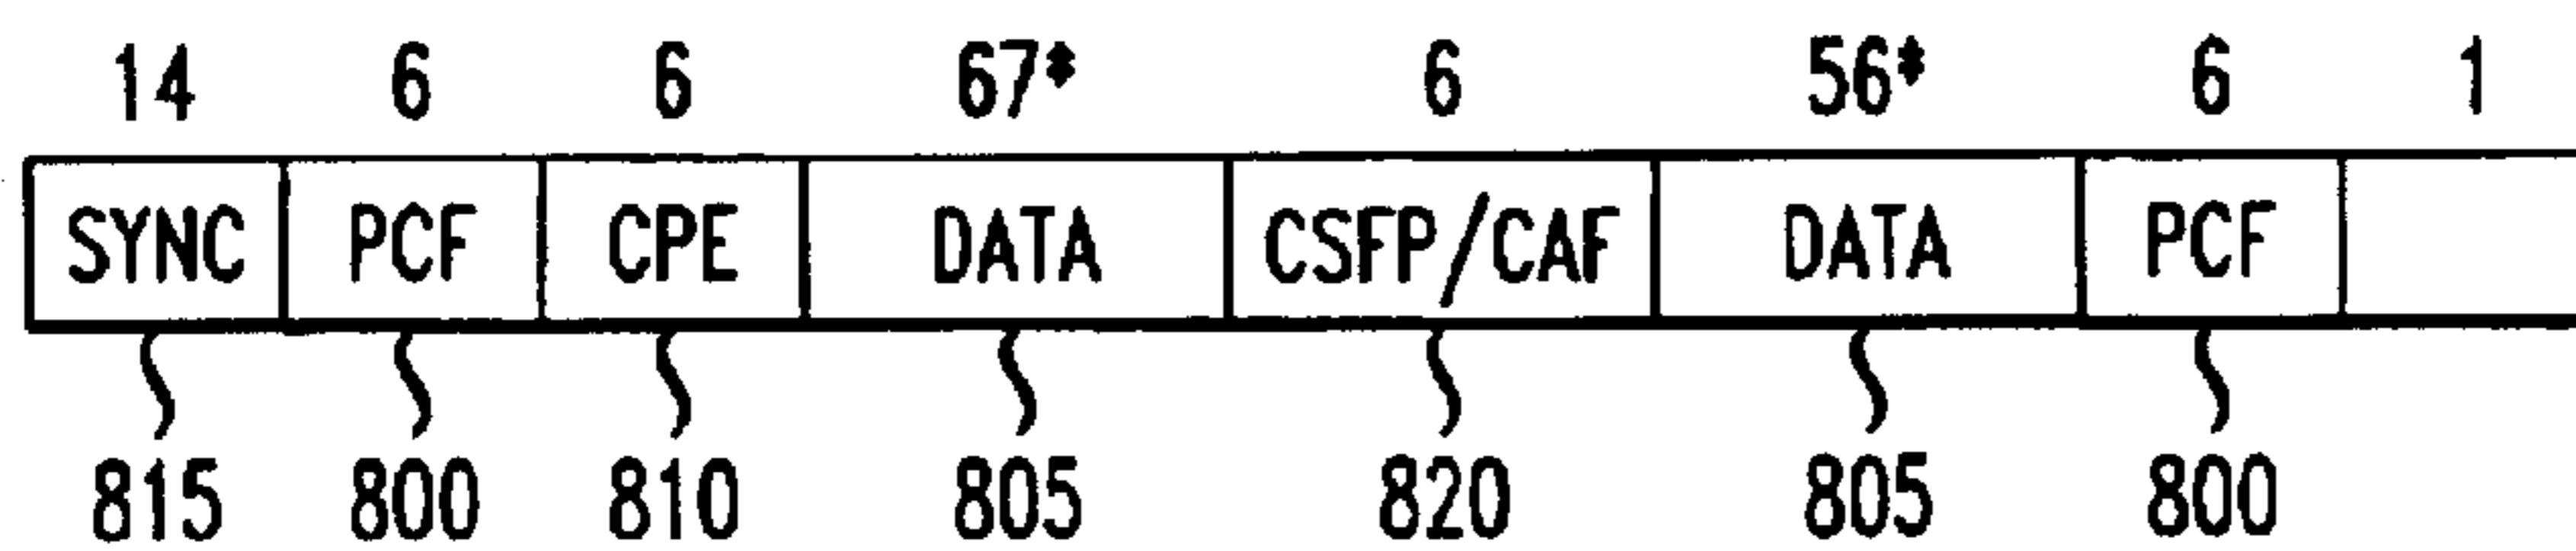 14 6 6 67* 6 56* 6 1
SYNC PCF CPE DATA CSFP/CAF DATA PCF
815 800 810 805 820 805 800